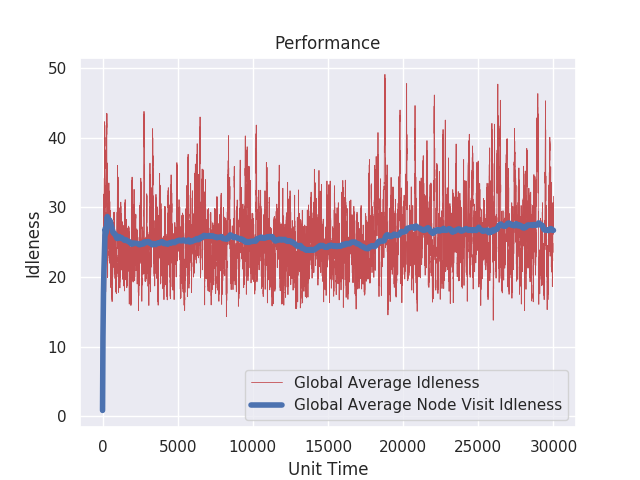 Performance
50
40
30
20
10
0
Idleness
Global Average Idleness
Global Average Node Visit Idleness
0 5000 10000 15000 20000 25000 30000
Unit Time